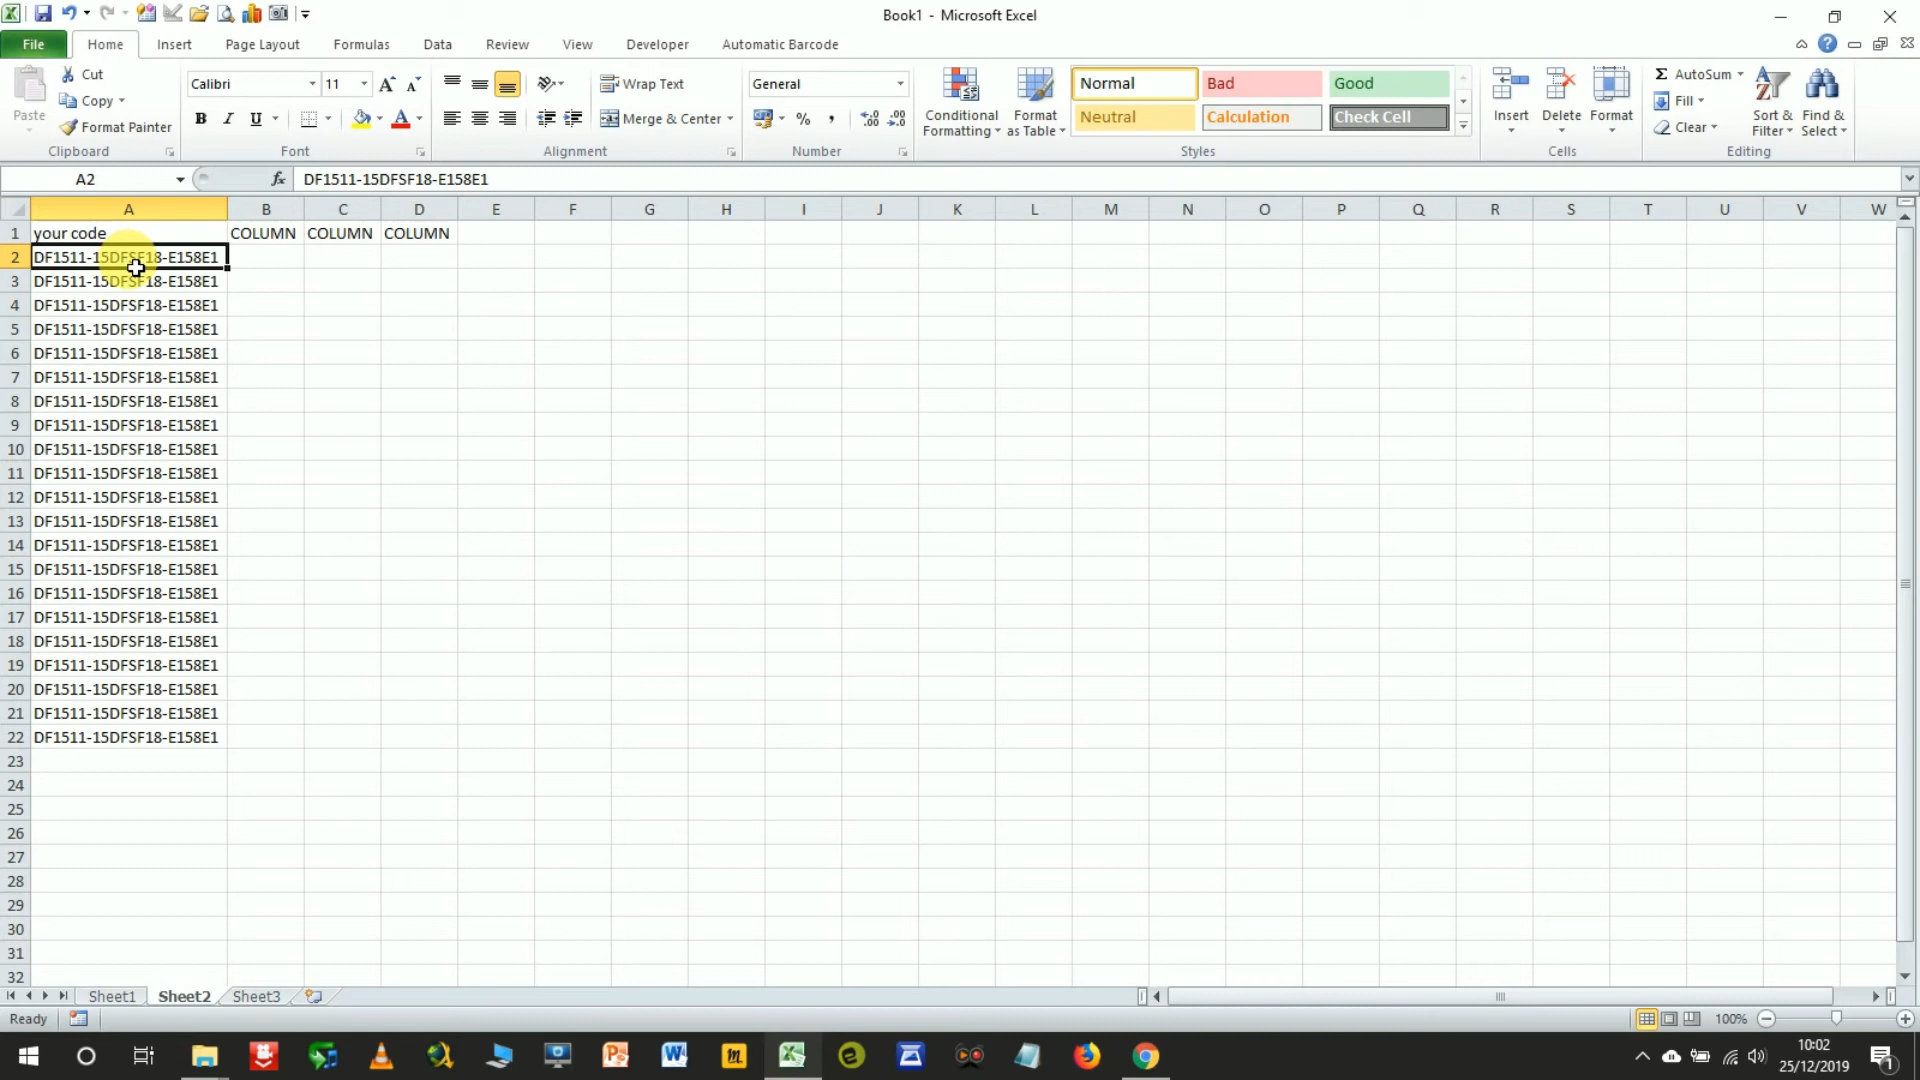 Book1 - Microsoft Excel
File Home Insert Page Layout Formulas Data Review View Developer Automatic Barcode
Paste
Cut
Copy
Format Painter
Clipboard
Calibri 11
B I U
Font
Wrap Text
Merge & Center
Alignment
General
%
Number
Conditional Formatting
Format as Table
Normal Bad Good
Neutral Calculation Check Cell
Styles
Insert Delete Format
Cells
AutoSum
Fill
Clear
Sort & Filter
Find & Select
Editing
A2 fx DF1511-15DFSF18-E158E1
A B C D E F G H I J K L M N O P Q R S T U V W
1 your code COLUMN COLUMN COLUMN
2 DF1511-15DFSF18-E158E1
3 DF1511-15DFSF18-E158E1
4 DF1511-15DFSF18-E158E1
5 DF1511-15DFSF18-E158E1
6 DF1511-15DFSF18-E158E1
7 DF1511-15DFSF18-E158E1
8 DF1511-15DFSF18-E158E1
9 DF1511-15DFSF18-E158E1
10 DF1511-15DFSF18-E158E1
11 DF1511-15DFSF18-E158E1
12 DF1511-15DFSF18-E158E1
13 DF1511-15DFSF18-E158E1
14 DF1511-15DFSF18-E158E1
15 DF1511-15DFSF18-E158E1
16 DF1511-15DFSF18-E158E1
17 DF1511-15DFSF18-E158E1
18 DF1511-15DFSF18-E158E1
19 DF1511-15DFSF18-E158E1
20 DF1511-15DFSF18-E158E1
21 DF1511-15DFSF18-E158E1
22 DF1511-15DFSF18-E158E1
23
24
25
26
27
28
29
30
31
32
Sheet1 Sheet2 Sheet3
Ready 100%
10:02
25/12/2019